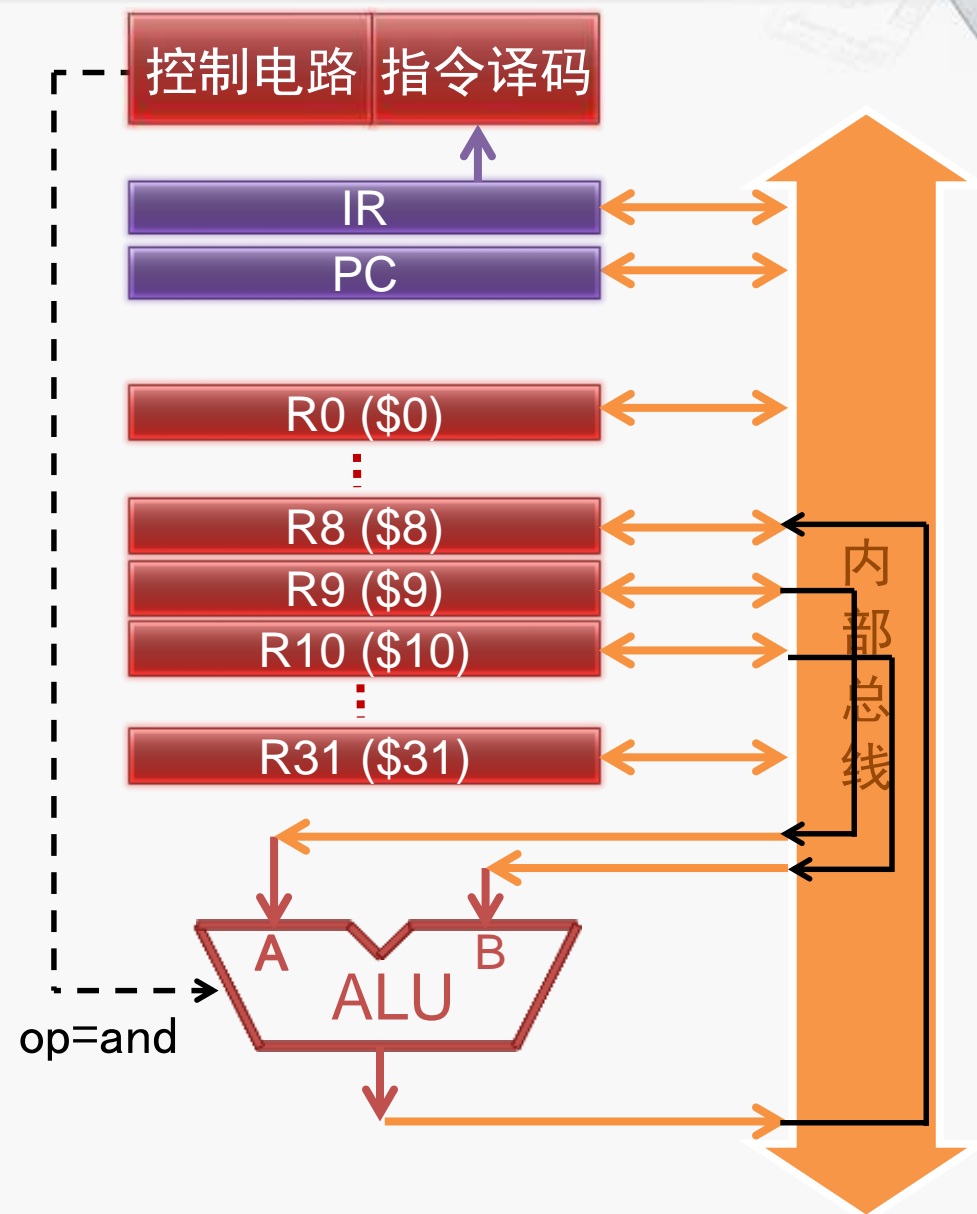 控制电路 指令译码
IR
PC
R0 ($0)
R8 ($8)
R9 ($9)
R10 ($10)
R31 ($31)
内
部
总
线
A
B
ALU
op=and